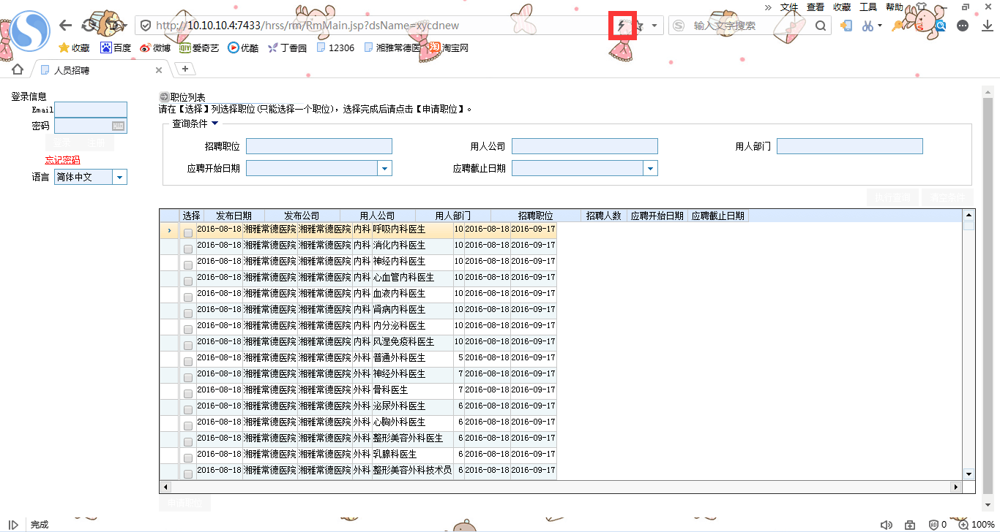 » 文件 查看 收藏 工具 帮助
http://10.10.10.4:7433/hrss/rm/RmMain.jsp?dsName=xycdnew
输入文字搜索
收藏 百度 微博 爱奇艺 优酷 丁香园 12306 湘雅常德医 淘宝网
人员招聘
登录信息
Email
密码
登录 注册
忘记密码
语言 简体中文
职位列表
请在【选择】列选择职位(只能选择一个职位), 选择完成后请点击【申请职位】。
查询条件
招聘职位 用人公司 用人部门
应聘开始日期 应聘截止日期
执行查询 清空条件
选择 发布日期 发布公司 用人公司 用人部门 招聘职位 招聘人数 应聘开始日期 应聘截止日期
2016-08-18 湘雅常德医院 湘雅常德医院 内科 呼吸内科医生 10 2016-08-18 2016-09-17
2016-08-18 湘雅常德医院 湘雅常德医院 内科 消化内科医生 10 2016-08-18 2016-09-17
2016-08-18 湘雅常德医院 湘雅常德医院 内科 神经内科医生 10 2016-08-18 2016-09-17
2016-08-18 湘雅常德医院 湘雅常德医院 内科 心血管内科医生 10 2016-08-18 2016-09-17
2016-08-18 湘雅常德医院 湘雅常德医院 内科 血液内科医生 10 2016-08-18 2016-09-17
2016-08-18 湘雅常德医院 湘雅常德医院 内科 肾病内科医生 10 2016-08-18 2016-09-17
2016-08-18 湘雅常德医院 湘雅常德医院 内科 内分泌科医生 10 2016-08-18 2016-09-17
2016-08-18 湘雅常德医院 湘雅常德医院 内科 风湿免疫科医生 10 2016-08-18 2016-09-17
2016-08-18 湘雅常德医院 湘雅常德医院 外科 普通外科医生 5 2016-08-18 2016-09-17
2016-08-18 湘雅常德医院 湘雅常德医院 外科 神经外科医生 7 2016-08-18 2016-09-17
2016-08-18 湘雅常德医院 湘雅常德医院 外科 骨科医生 7 2016-08-18 2016-09-17
2016-08-18 湘雅常德医院 湘雅常德医院 外科 泌尿外科医生 6 2016-08-18 2016-09-17
2016-08-18 湘雅常德医院 湘雅常德医院 外科 心胸外科医生 6 2016-08-18 2016-09-17
2016-08-18 湘雅常德医院 湘雅常德医院 外科 整形美容外科医生 6 2016-08-18 2016-09-17
2016-08-18 湘雅常德医院 湘雅常德医院 外科 乳腺科医生 6 2016-08-18 2016-09-17
2016-08-18 湘雅常德医院 湘雅常德医院 外科 整形美容外科技术员 6 2016-08-18 2016-09-17
申请职位
完成 0 100%